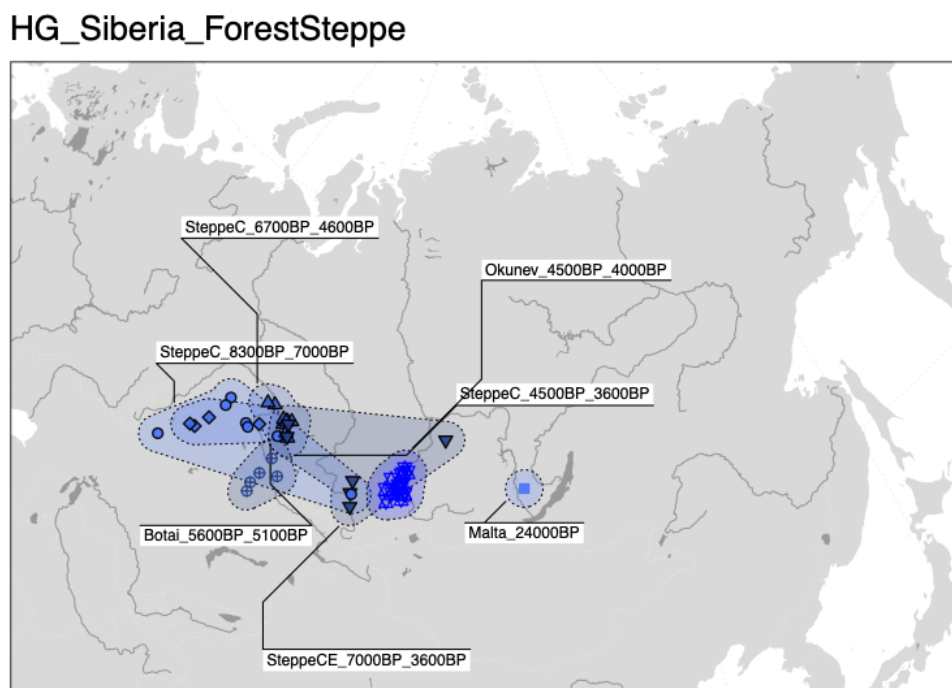 HG_Siberia_ForestSteppe
SteppeC_6700BP_4600BP
Okunev_4500BP_4000BP
SteppeC_8300BP_7000BP
SteppeC_4500BP_3600BP
Botai_5600BP_5100BP
Malta_24000BP
SteppeCE_7000BP_3600BP